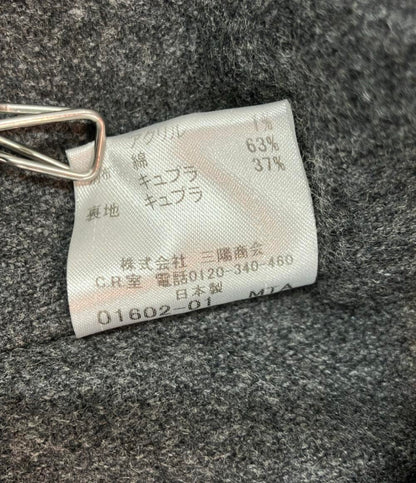 アクリル 1%
綿 63%
キュプラ 37%
裏地 キュプラ
株式会社 三陽商会
CR室 電話0120-340-460
日本製
01602-01 M7A